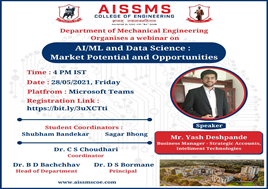 AISSMS
COLLEGE OF ENGINEERING
Department of Mechanical Engineering
Organises a webinar on
AI/ML and Data Science :
Market Potential and Opportunities
Time : 4 PM IST
Date : 28/05/2021, Friday
Platfrom : Microsoft Teams
Registration Link :
https://bit.ly/3uXCTti
Speaker
Mr. Yash Deshpande
Business Manager - Strategic Accounts,
Intellinent Technologies
Student Coordinators :
Shubham Bandekar Sagar Bhong
Dr. C S Choudhari
Coordinator
Dr. B D Bachchhav Dr. D S Bormane
Head of Department Principal
www.aissmscoe.com